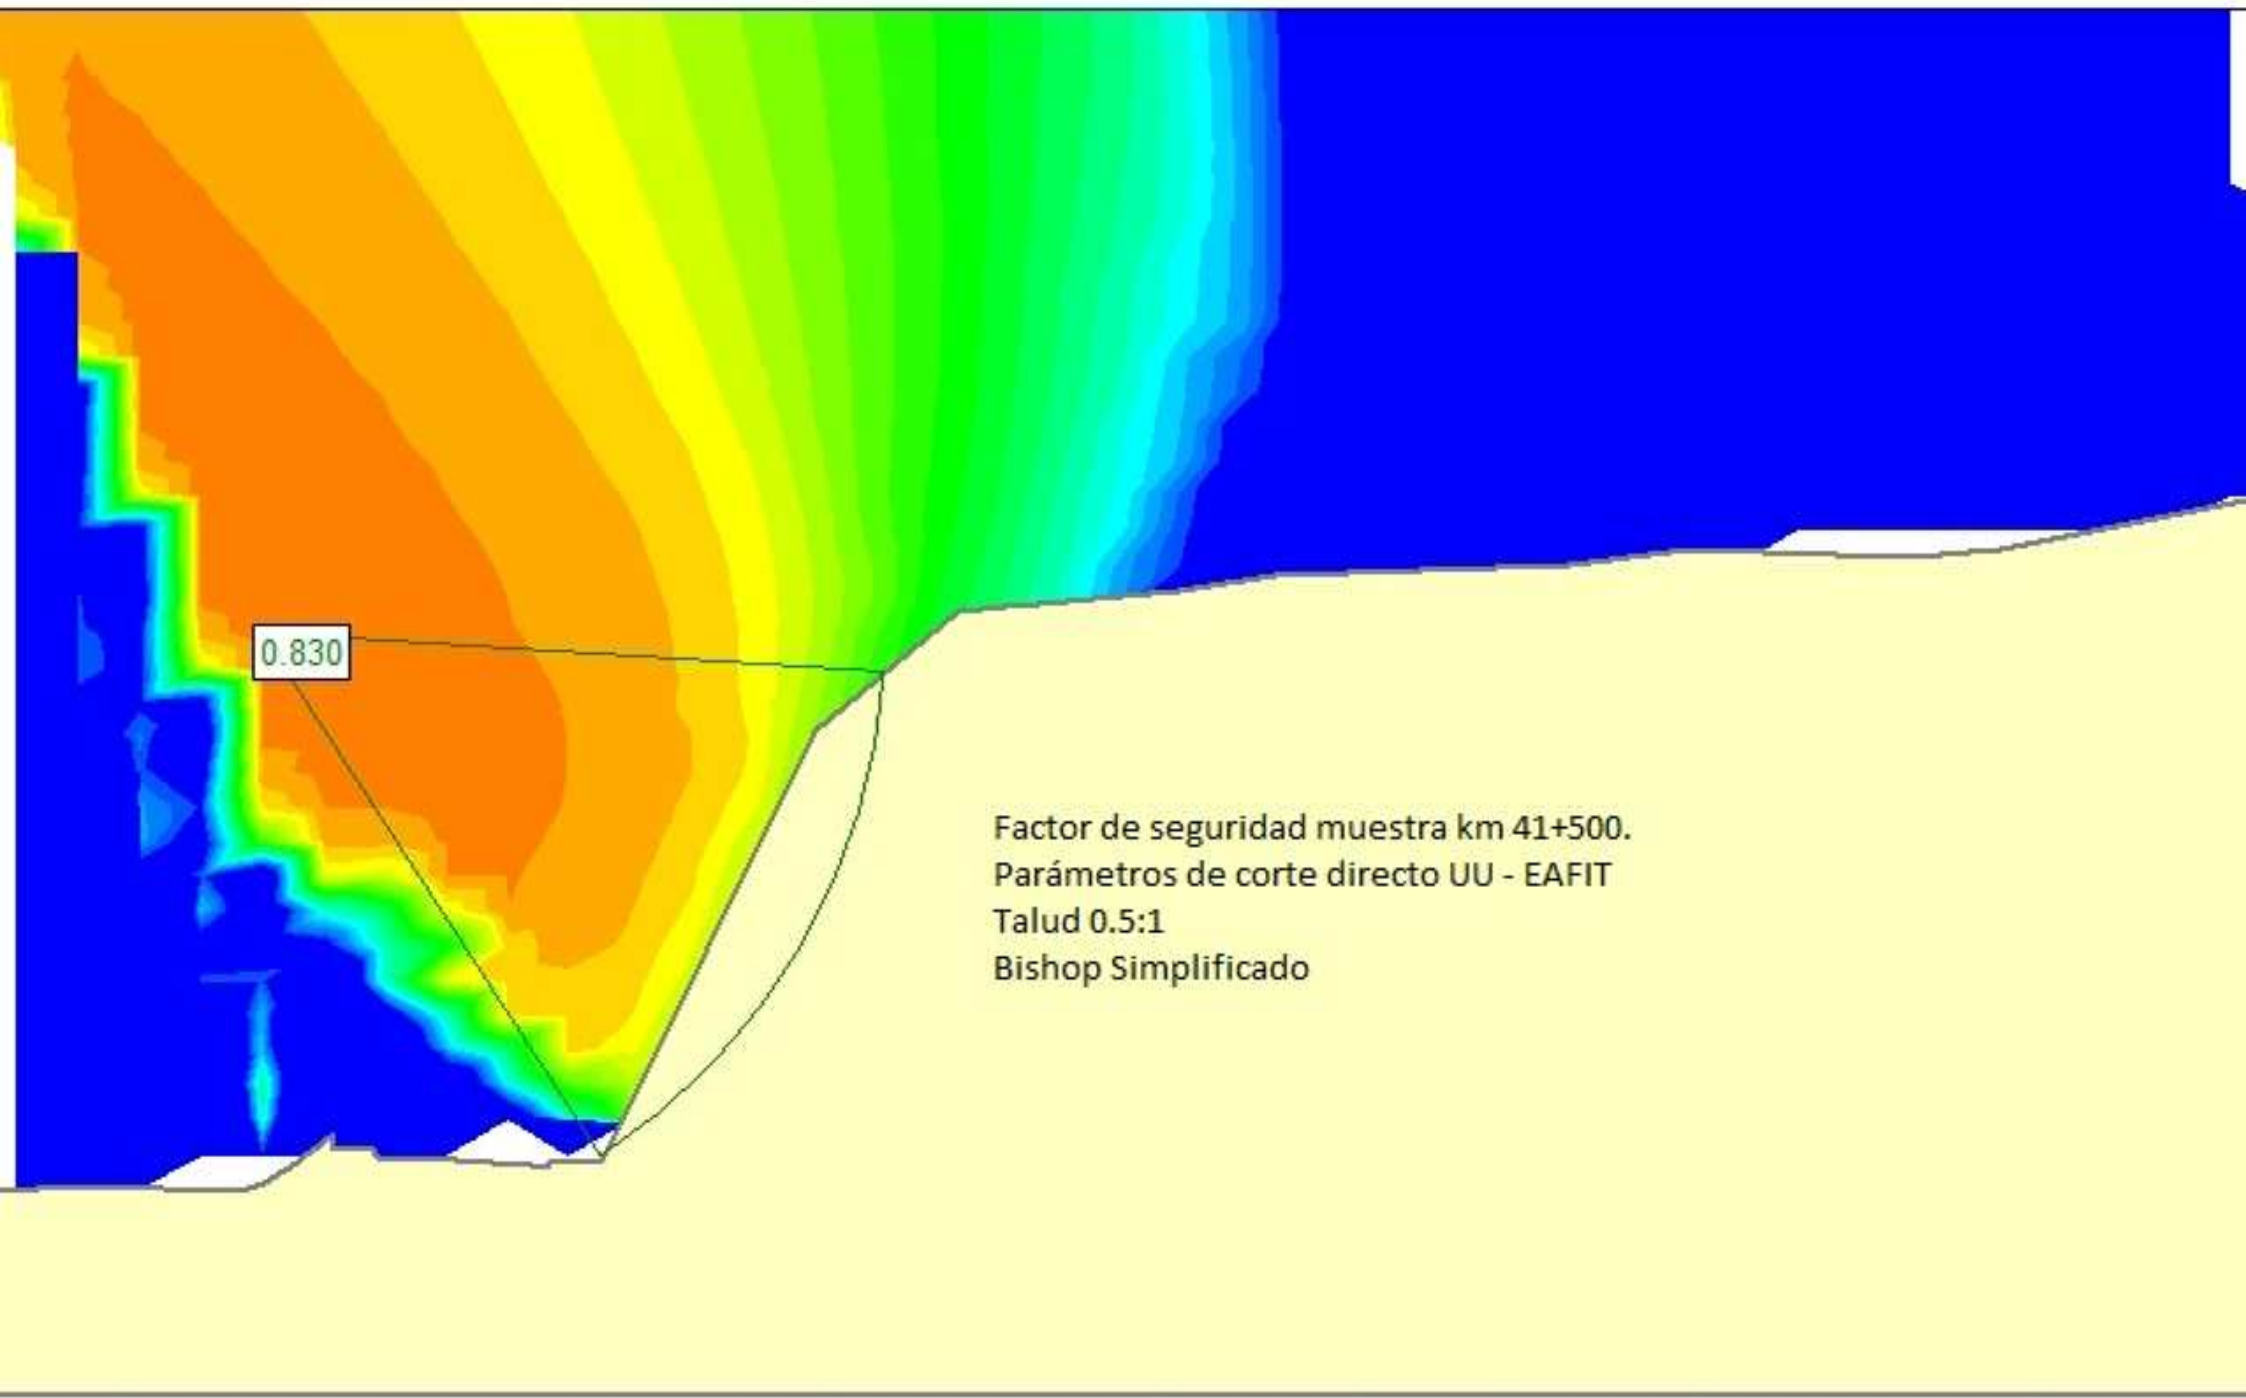 0.830
Factor de seguridad muestra km 41+500.
Parámetros de corte directo UU - EAFIT
Talud 0.5:1
Bishop Simplificado